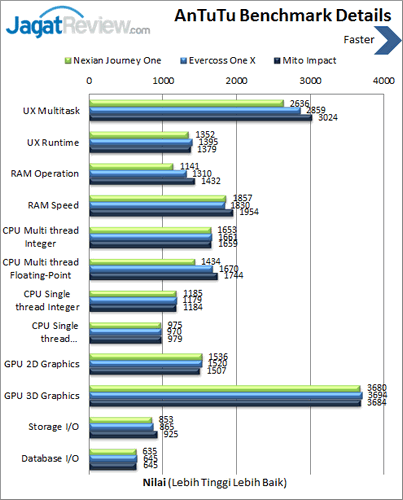 JagatReview.com
AnTuTu Benchmark Details
Faster
Nexian Journey One Evercoss One X Mito Impact
0 1000 2000 3000 4000
UX Multitask 2636 2859 3024
UX Runtime 1352 1395 1379
RAM Operation 1141 1310 1432
RAM Speed 1857 1830 1954
CPU Multi thread
Integer 1653 1661 1659
CPU Multi thread
Floating-Point 1434 1670 1744
CPU Single
thread Integer 1185 1179 1184
CPU Single
thread... 975 970 979
GPU 2D Graphics 1536 1520 1507
GPU 3D Graphics 3680 3694 3684
Storage I/O 853 865 925
Database I/O 635 645 645
Nilai (Lebih Tinggi Lebih Baik)